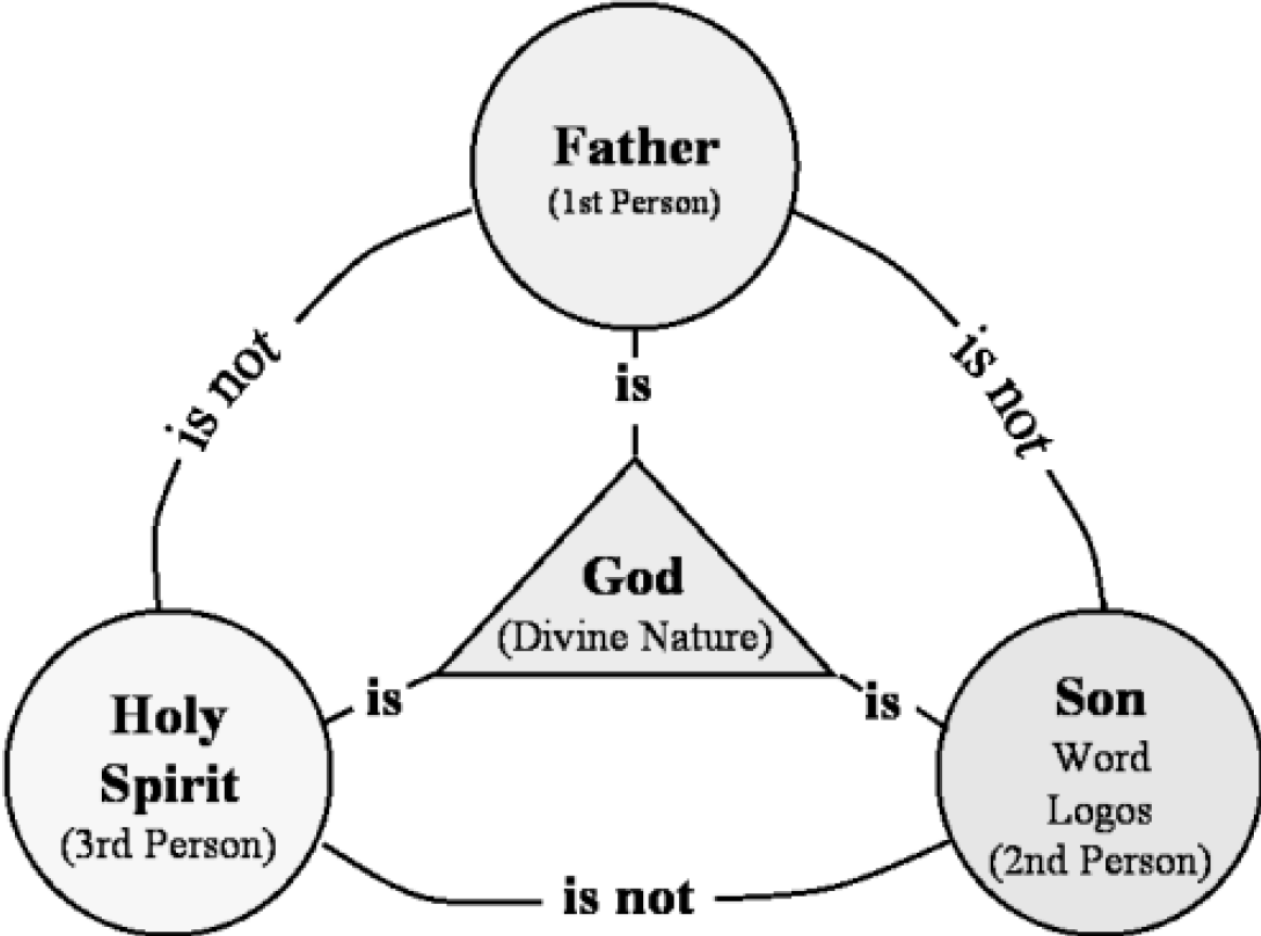 Father
(1st Person)
is not
is not
is
God
(Divine Nature)
is
is
Holy
Spirit
(3rd Person)
Son
Word
Logos
(2nd Person)
is not